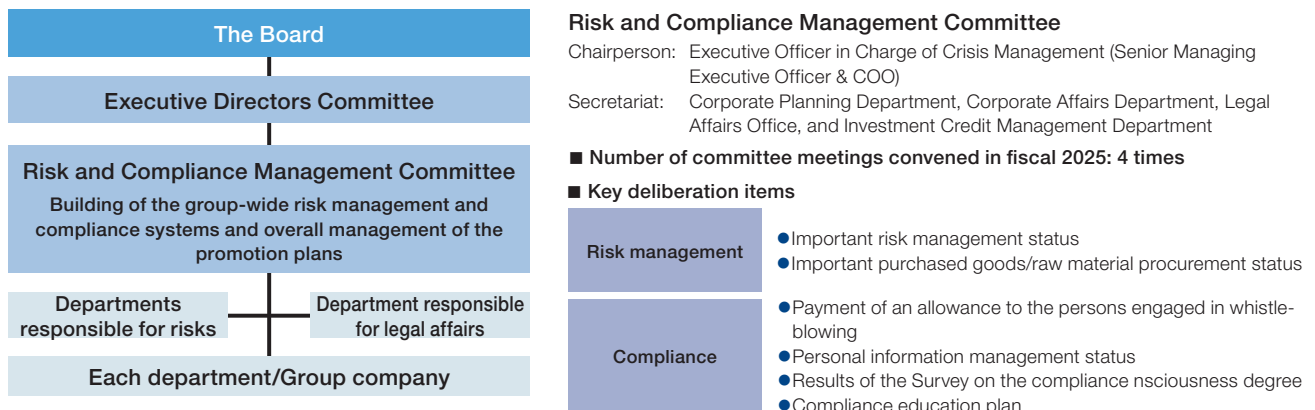 The Board
Executive Directors Committee
Risk and Compliance Management Committee
Building of the group-wide risk management and
compliance systems and overall management of the
promotion plans
Departments
responsible for risks
Department responsible
for legal affairs
Each department/Group company
Risk and Compliance Management Committee
Chairperson: Executive Officer in Charge of Crisis Management (Senior Managing
Executive Officer & COO)
Secretariat: Corporate Planning Department, Corporate Affairs Department, Legal
Affairs Office, and Investment Credit Management Department
■ Number of committee meetings convened in fiscal 2025: 4 times
■ Key deliberation items
Risk management
●Important risk management status
●Important purchased goods/raw material procurement status
Compliance
●Payment of an allowance to the persons engaged in whistle-
blowing
●Personal information management status
●Results of the Survey on the compliance nsciousness degree
●Compliance education plan